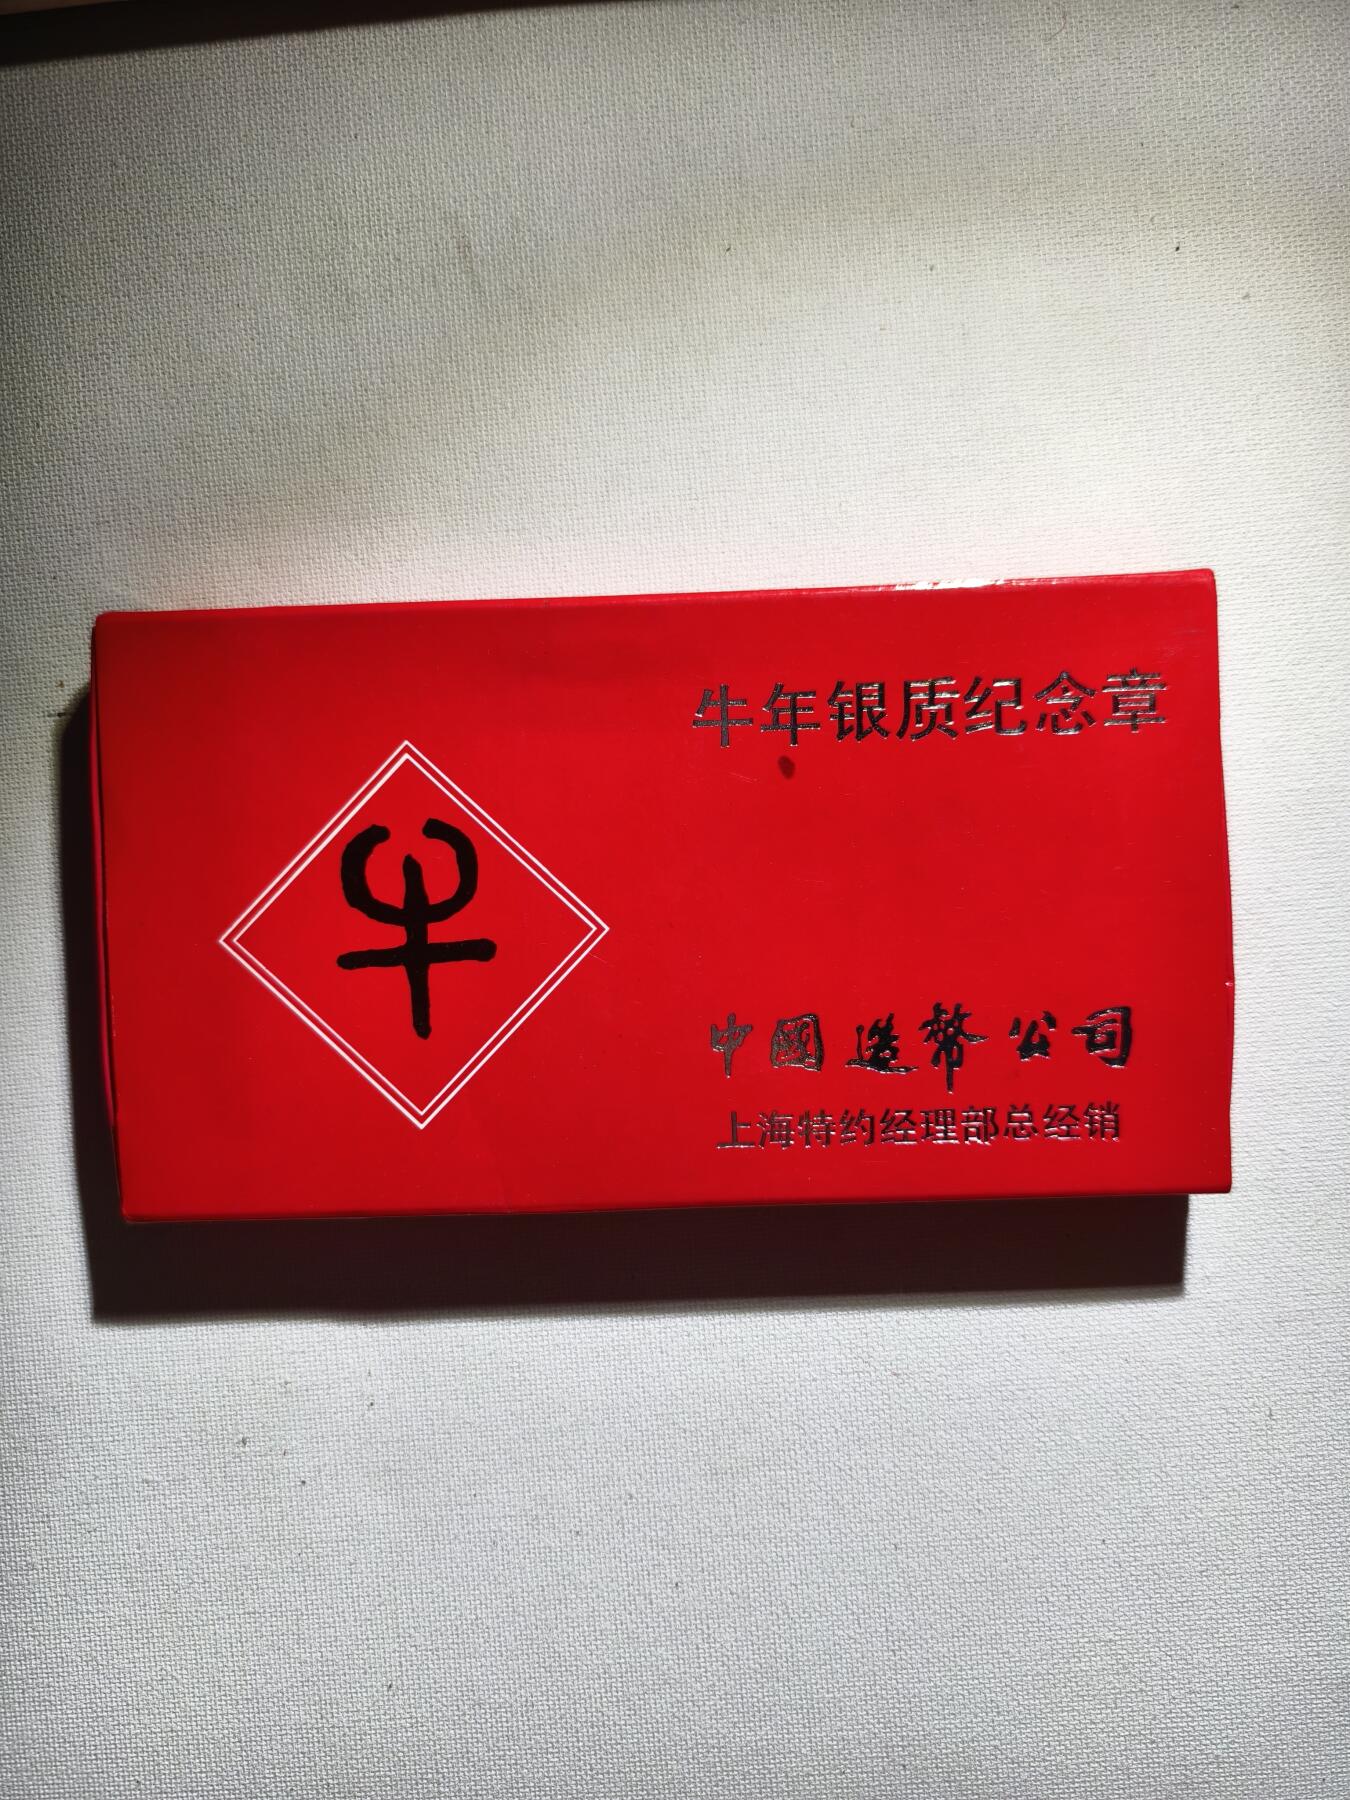 牛年银质纪念章
牛
中國造幣公司
上海特约经理部总经销